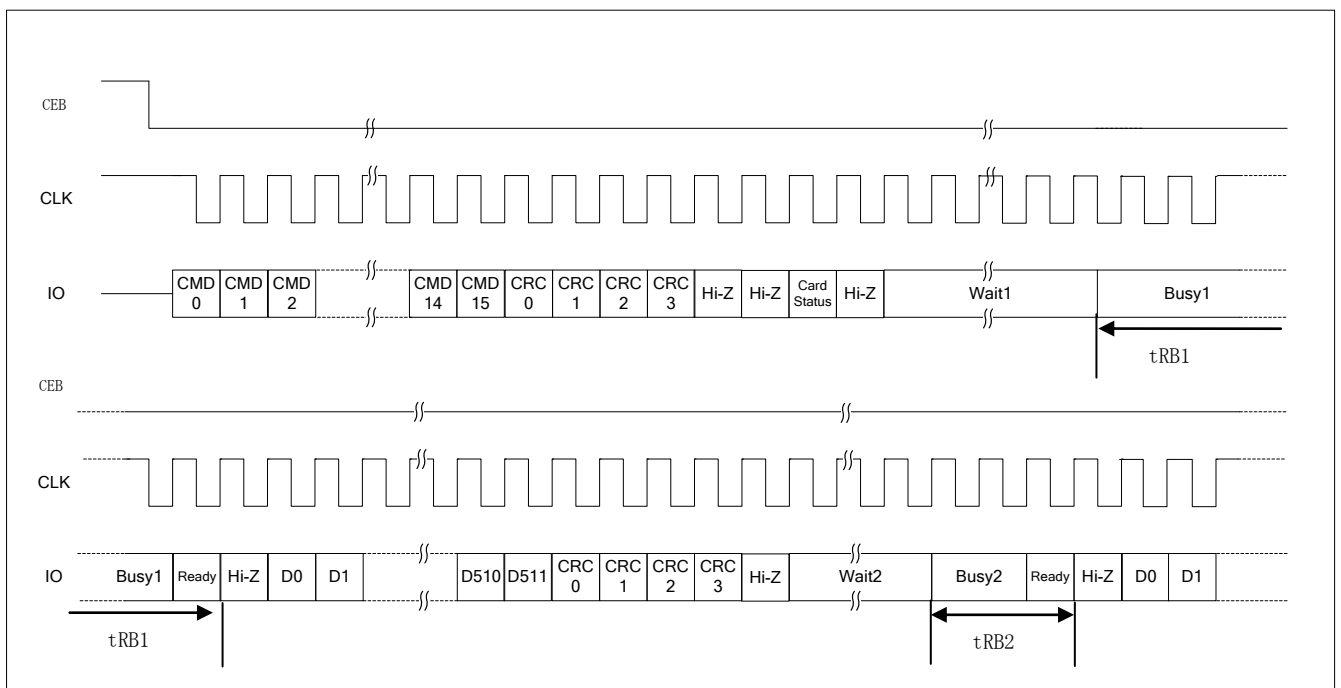 CEB
CLK
IO CMD 0 CMD 1 CMD 2 CMD 14 CMD 15 CRC 0 CRC 1 CRC 2 CRC 3 Hi-Z Hi-Z Card Status Hi-Z Wait1 Busy1
tRB1
CEB
CLK
IO Busy1 Ready Hi-Z D0 D1 D510 D511 CRC 0 CRC 1 CRC 2 CRC 3 Hi-Z Wait2 Busy2 Ready Hi-Z D0 D1
tRB1 tRB2